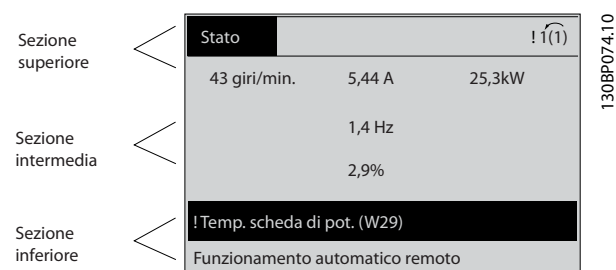 Sezione
superiore
Stato
! 1(1)
43 giri/min.
5,44 A
25,3kW
Sezione
intermedia
1,4 Hz
2,9%
Sezione
inferiore
! Temp. scheda di pot. (W29)
Funzionamento automatico remoto
130BP074.10